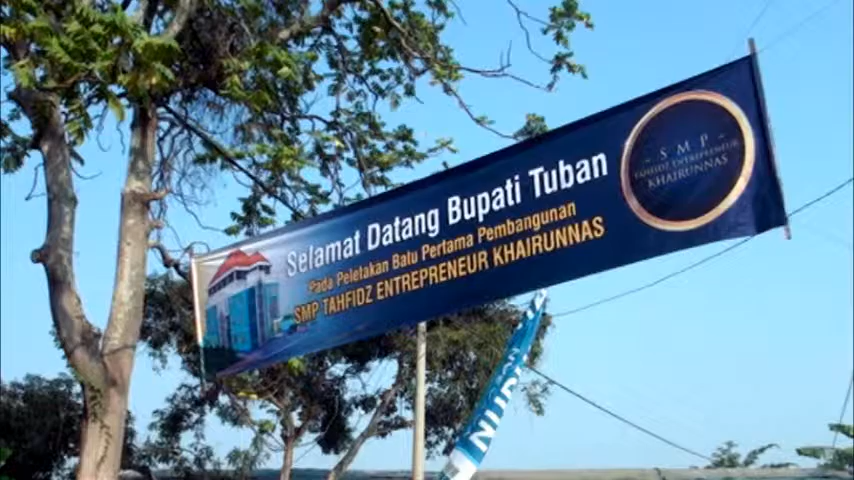 Selamat Datang Bupati Tuban
Pada Peletakan Batu Pertama Pembangunan
SMP TAHFIDZ ENTREPRENEUR KHAIRUNNAS
- SMP -
TAHFIDZ ENTREPRENEUR
KHAIRUNNAS